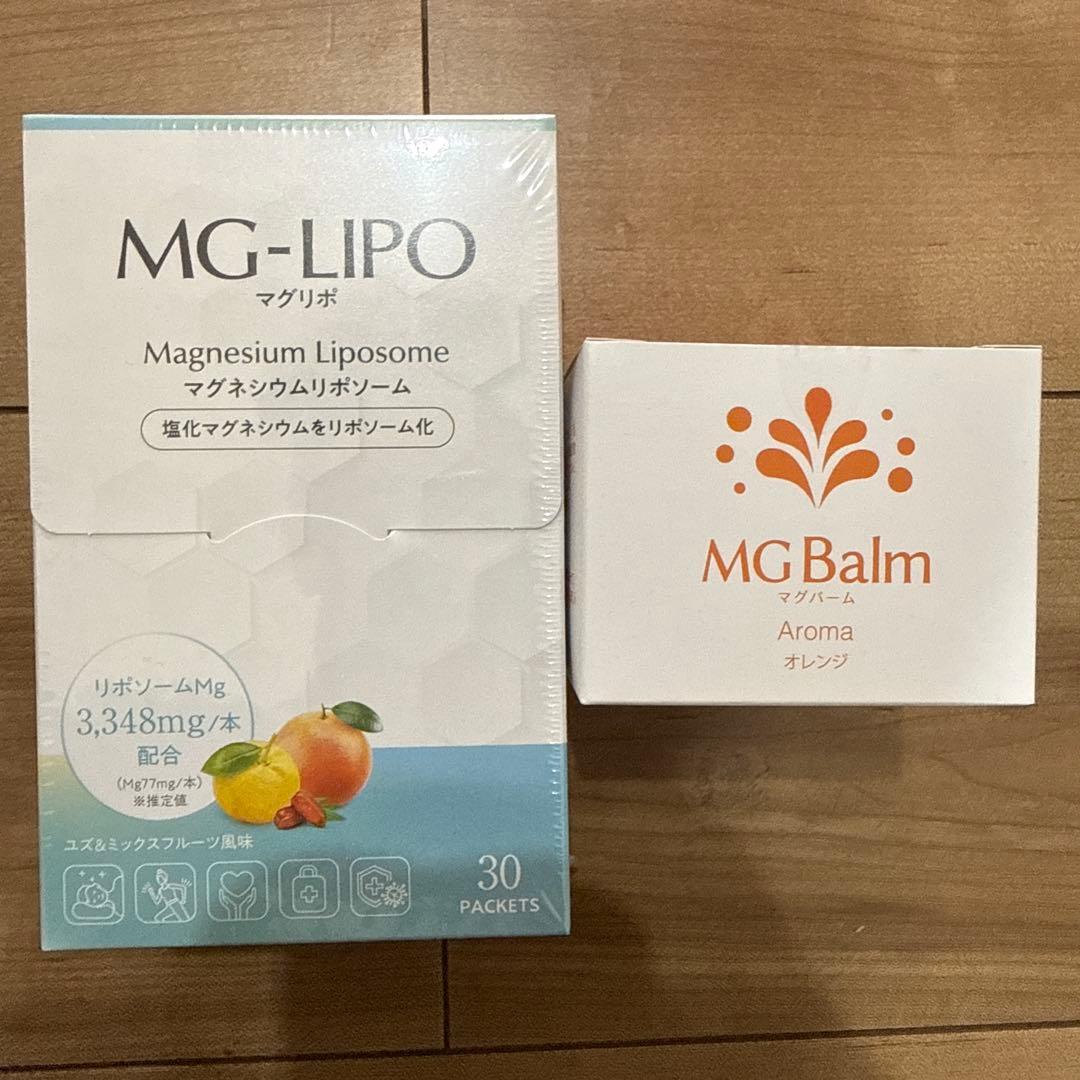 MG-LIPO
マグリポ
Magnesium Liposome
マグネシウムリポソーム
塩化マグネシウムをリポソーム化
リポソームMg
3,348mg/本
配合
(Mg77mg/本)
※推定値
ユズ&ミックスフルーツ風味
30
PACKETS
MG Balm
マグバーム
Aroma
オレンジ